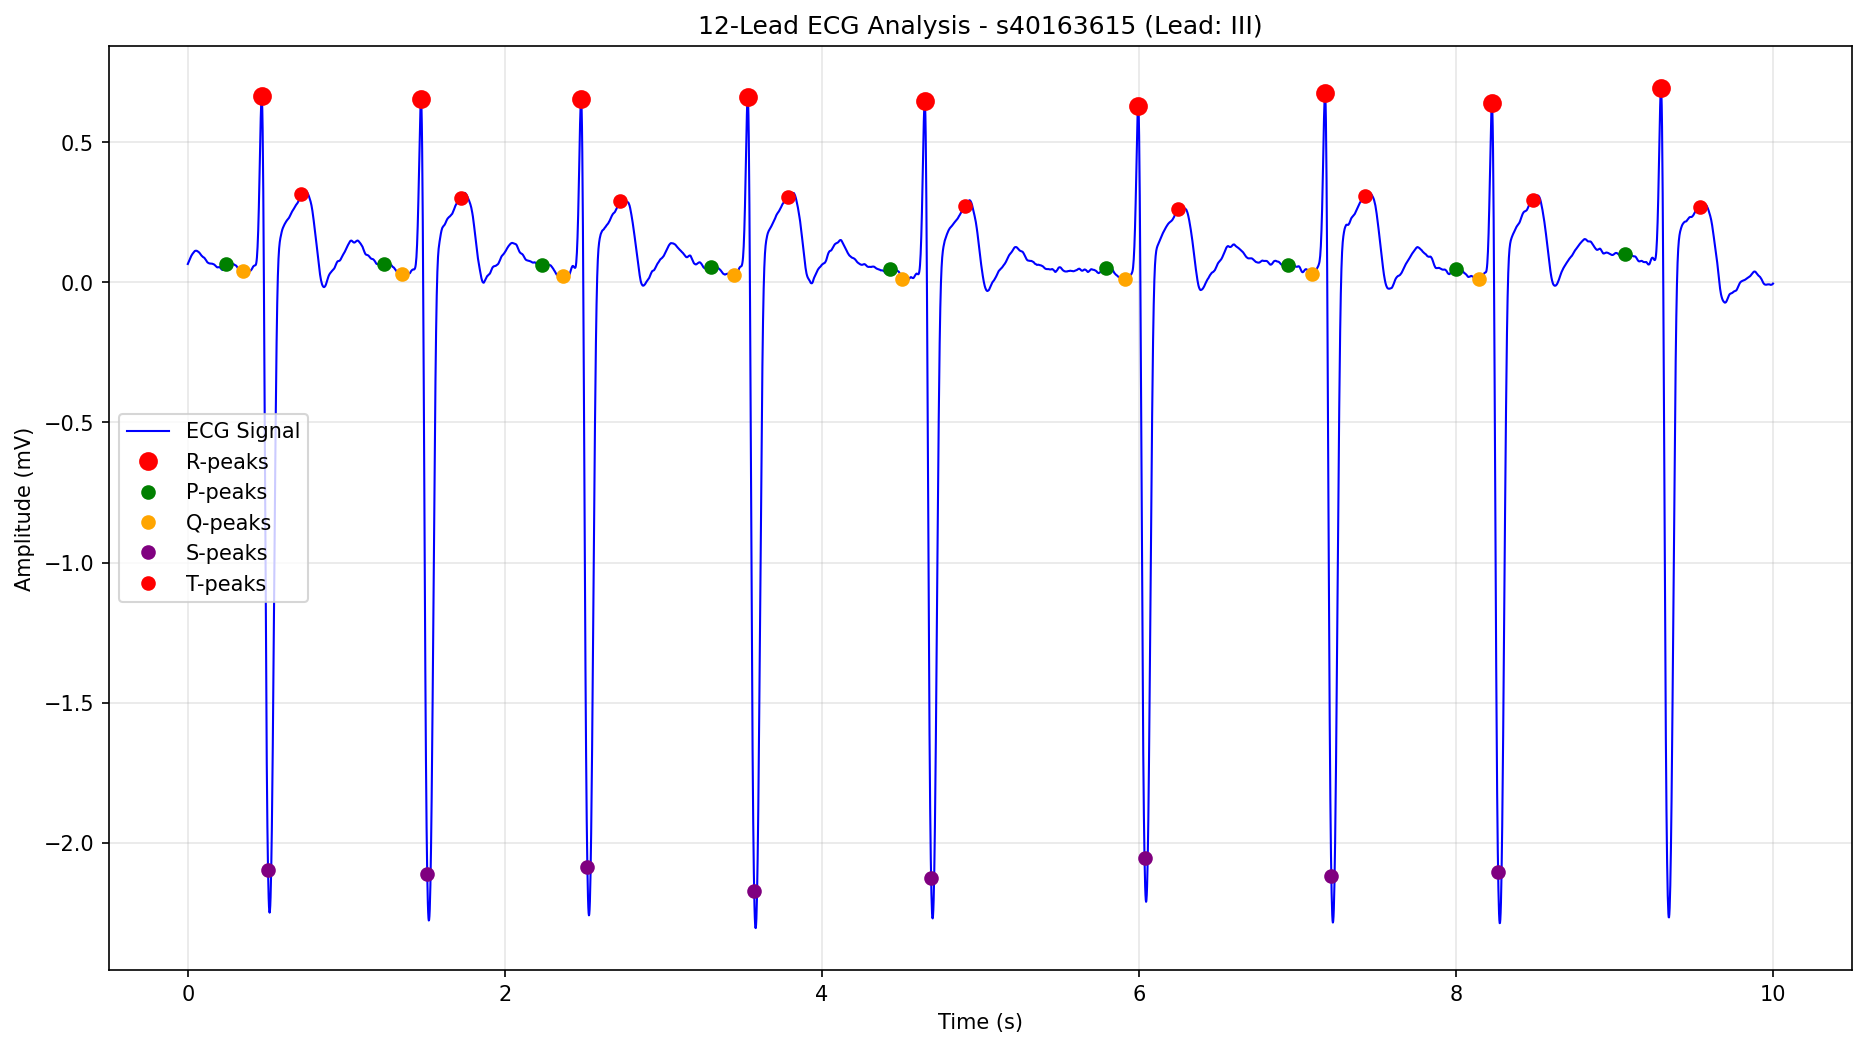 12-Lead ECG Analysis - s40163615 (Lead: III)
Amplitude (mV)
0.5
0.0
−0.5
−1.0
−1.5
−2.0
ECG Signal
R-peaks
P-peaks
Q-peaks
S-peaks
T-peaks
0 2 4 6 8 10
Time (s)